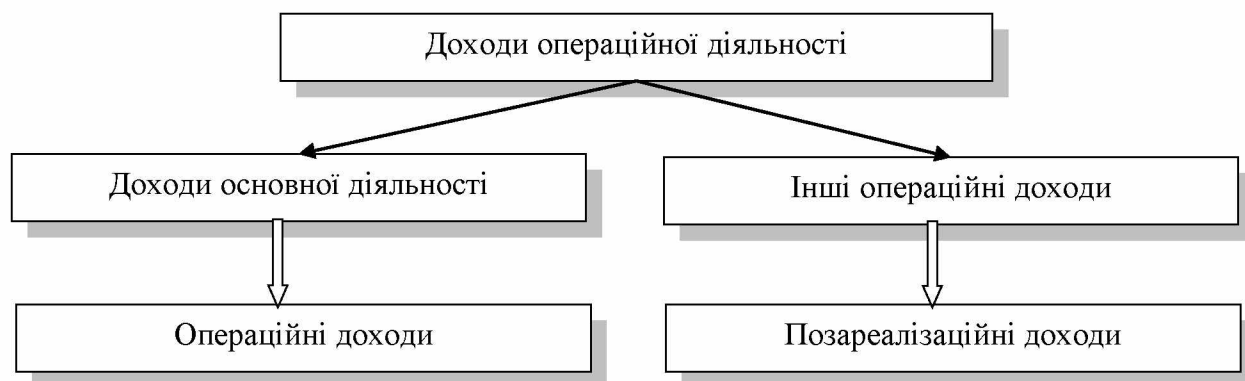 Доходи операційної діяльності
Доходи основної діяльності
Інші операційні доходи
Операційні доходи
Позареалізаційні доходи